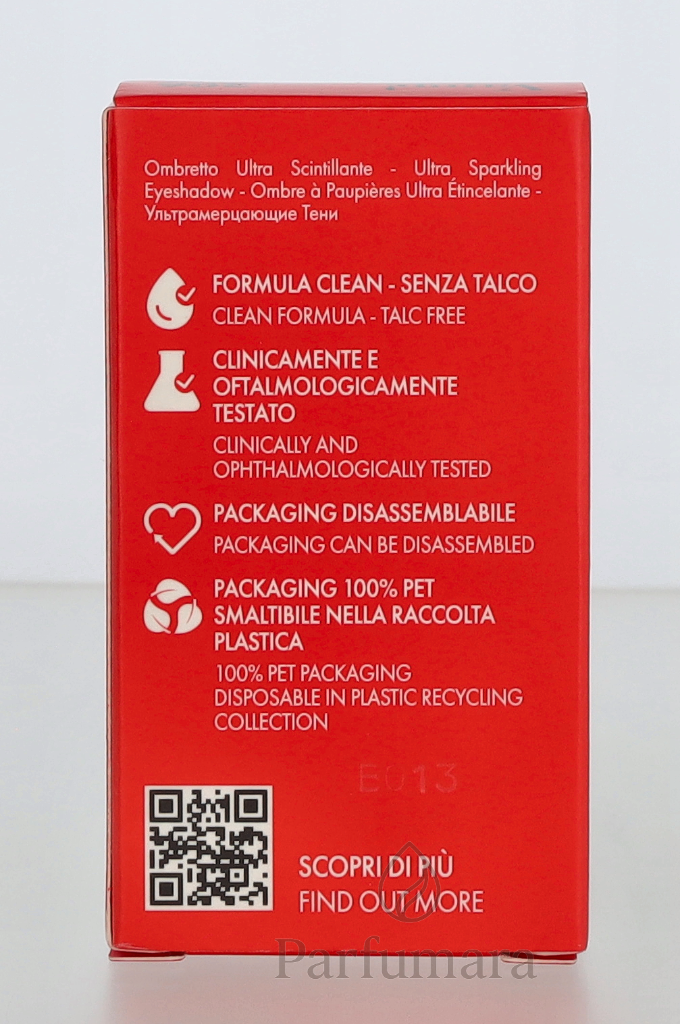 Ombretto Ultra Scintillante - Ultra Sparkling
Eyeshadow - Ombre à Paupières Ultra Étincelante -
Ультрамерцающие Тени
FORMULA CLEAN - SENZA TALCO
CLEAN FORMULA - TALC FREE
CLINICAMENTE E
OFTALMOLOGICAMENTE
TESTATO
CLINICALLY AND
OPHTHALMOLOGICALLY TESTED
PACKAGING DISASSEMBLABILE
PACKAGING CAN BE DISASSEMBLED
PACKAGING 100% PET
SMALTIBILE NELLA RACCOLTA
PLASTICA
100% PET PACKAGING
DISPOSABLE IN PLASTIC RECYCLING
COLLECTION
E013
SCOPRI DI PIÙ
FIND OUT MORE
Parfumara